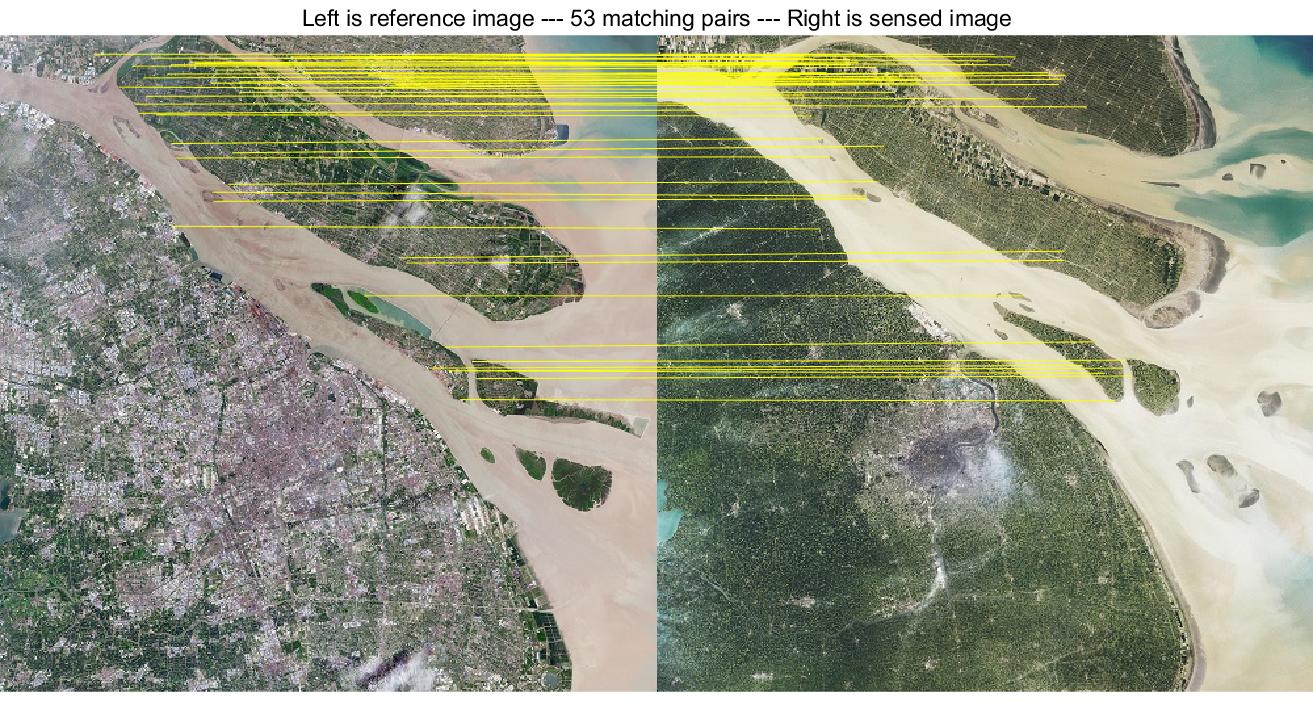 Left is reference image --- 53 matching pairs --- Right is sensed image